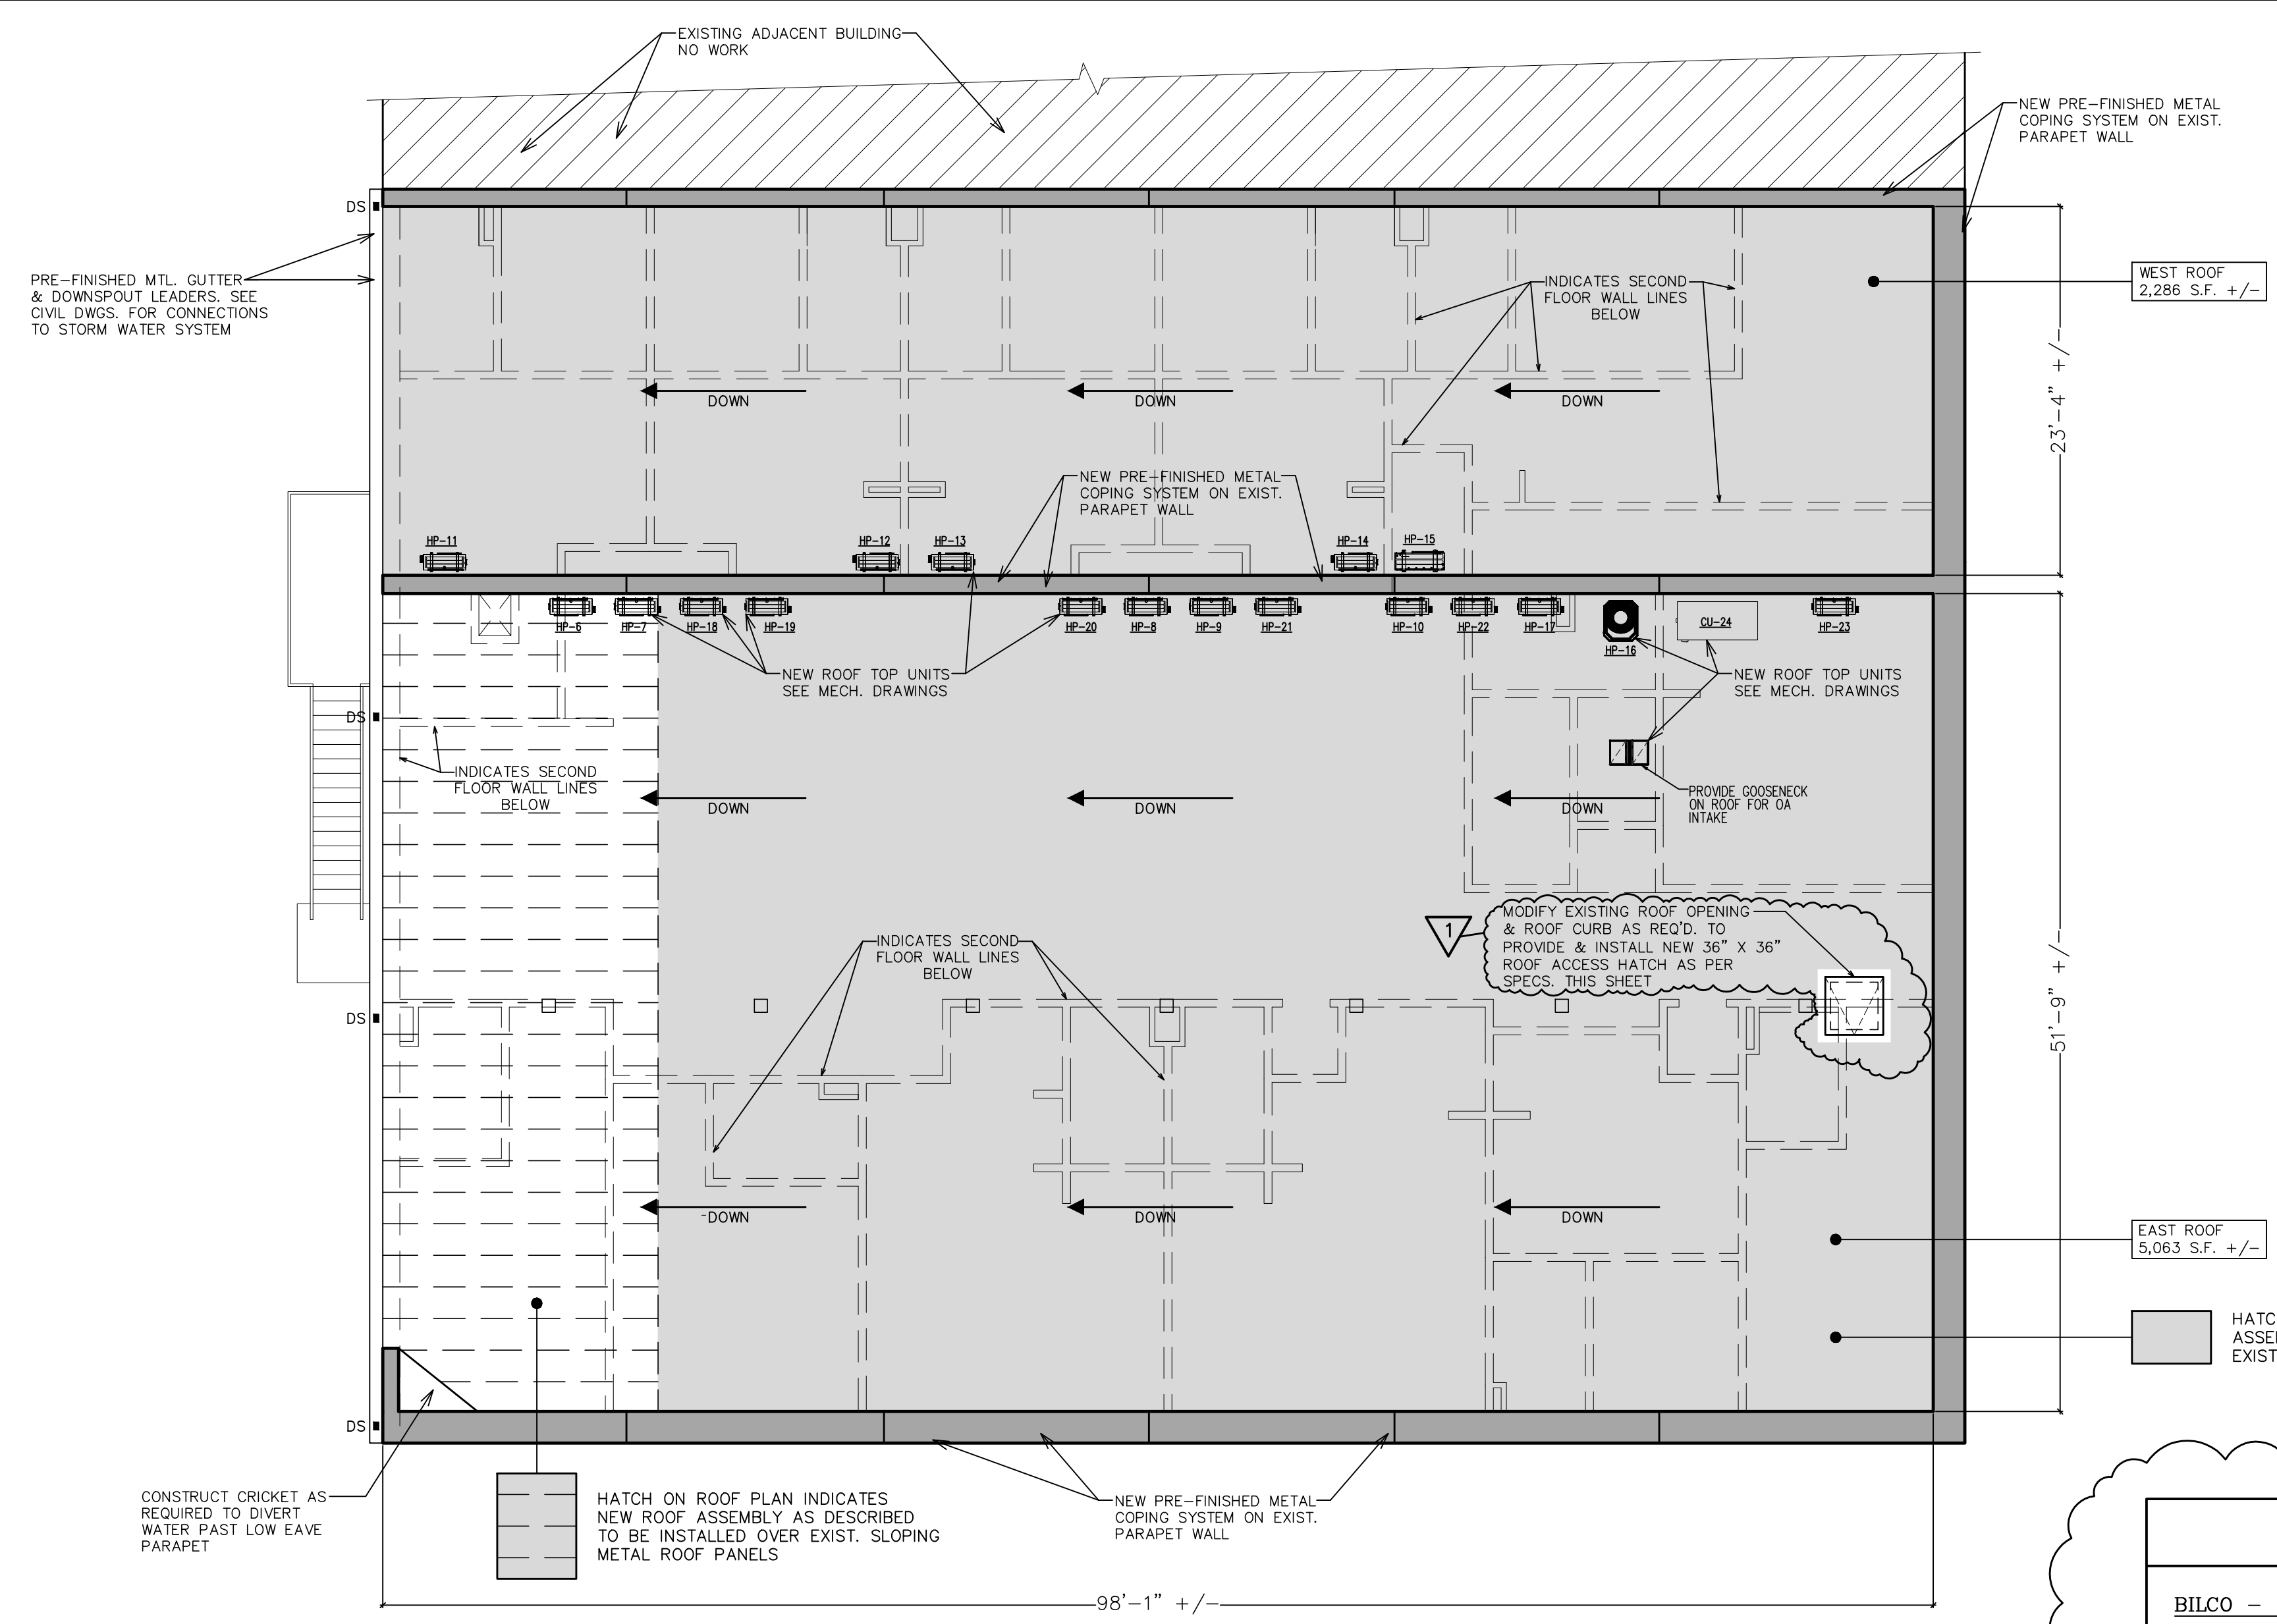 EXISTING ADJACENT BUILDING
NO WORK
NEW PRE-FINISHED METAL
COPING SYSTEM ON EXIST.
PARAPET WALL
DS
PRE-FINISHED MTL. GUTTER
& DOWNSPOUT LEADERS. SEE
CIVIL DWGS. FOR CONNECTIONS
TO STORM WATER SYSTEM
INDICATES SECOND
FLOOR WALL LINES
BELOW
WEST ROOF
2,286 S.F. +/-
23'-4" +/-
DOWN
DOWN
DOWN
NEW PRE-FINISHED METAL
COPING SYSTEM ON EXIST.
PARAPET WALL
HP-11
HP-12
HP-13
HP-14
HP-15
HP-6
HP-7
HP-18
HP-19
HP-20
HP-8
HP-9
HP-21
HP-10
HP-22
HP-17
HP-16
CU-24
HP-23
NEW ROOF TOP UNITS
SEE MECH. DRAWINGS
NEW ROOF TOP UNITS
SEE MECH. DRAWINGS
DS
INDICATES SECOND
FLOOR WALL LINES
BELOW
DOWN
DOWN
DOWN
PROVIDE GOOSENECK
ON ROOF FOR OA
INTAKE
1
MODIFY EXISTING ROOF OPENING
& ROOF CURB AS REQ'D. TO
PROVIDE & INSTALL NEW 36" X 36"
ROOF ACCESS HATCH AS PER
SPECS. THIS SHEET
INDICATES SECOND
FLOOR WALL LINES
BELOW
51'-9" +/-
DS
DOWN
DOWN
DOWN
EAST ROOF
5,063 S.F. +/-
HATC
ASSE
EXIST
DS
CONSTRUCT CRICKET AS
REQUIRED TO DIVERT
WATER PAST LOW EAVE
PARAPET
HATCH ON ROOF PLAN INDICATES
NEW ROOF ASSEMBLY AS DESCRIBED
TO BE INSTALLED OVER EXIST. SLOPING
METAL ROOF PANELS
NEW PRE-FINISHED METAL
COPING SYSTEM ON EXIST.
PARAPET WALL
98'-1" +/-
BILCO -